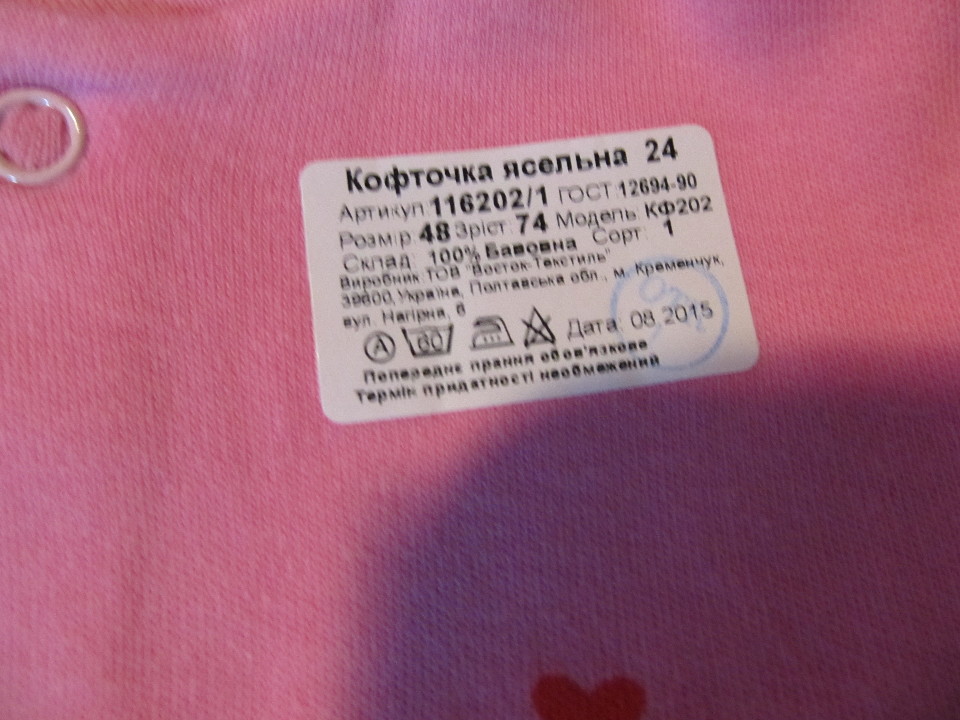 Кофточка ясельна 24
Артикул 116202/1 ГОСТ 12694-90
Розмір: 48 Зріст: 74 Модель: КФ202
Склад: 100% Бавовна Сорт: 1
Виробник:ТОВ "Восток-Текстиль"
39600,Україна, Полтавська обл., м. Кременчук,
вул. Нагірна, 6
А 60 Дата: 08.2015
Попереднє прання обов'язкове
Термін придатності необмежений